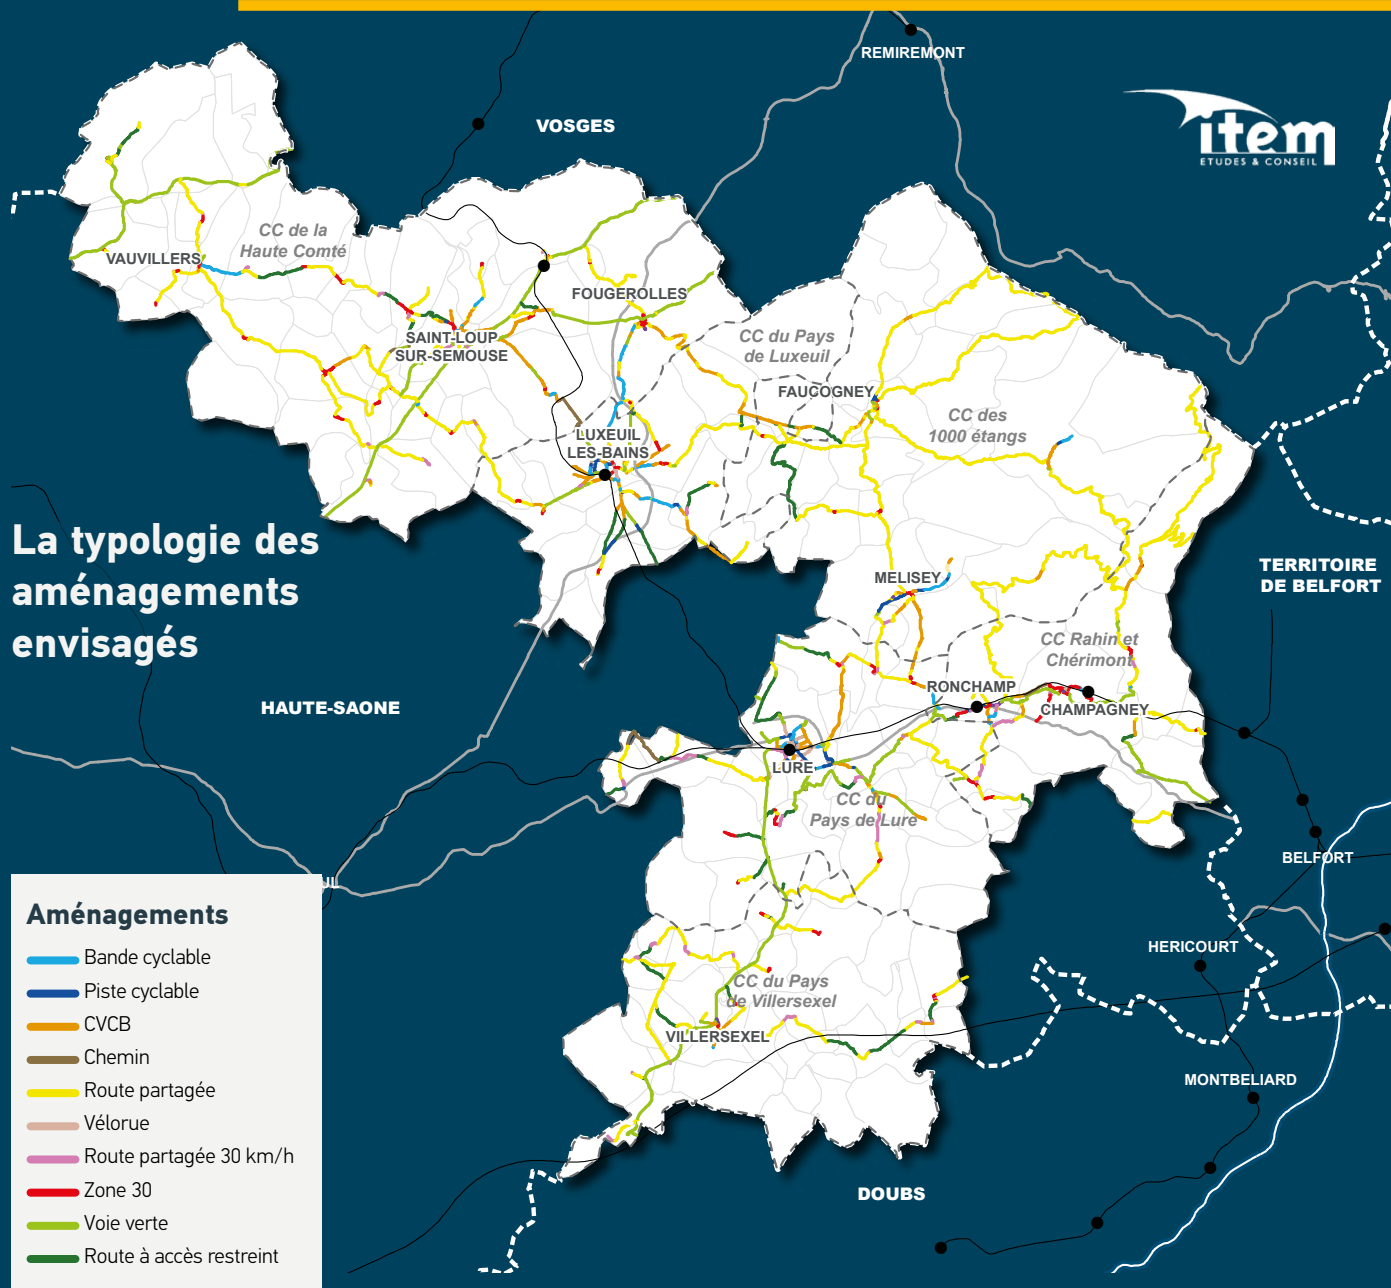 REMIREMONT
VOSGES
item
ETUDES & CONSEIL
CC de la
Haute Comté
VAUVILLERS
FOUGEROLLES
SAINT-LOUP
SUR-SEMOUSE
CC du Pays
de Luxeuil
FAUCOGNEY
CC des
1000 étangs
LUXEUIL
LES-BAINS
La typologie des
aménagements
envisagés
TERRITOIRE
DE BELFORT
MELISEY
CC Rahin et
Chérimont
RONCHAMP
CHAMPAGNEY
HAUTE-SAONE
LURE
CC du
Pays de Lure
BELFORT
UL
HERICOURT
CC du Pays
de Villersexel
VILLERSEXEL
MONTBELIARD
DOUBS
Aménagements
Bande cyclable
Piste cyclable
CVCB
Chemin
Route partagée
Vélorue
Route partagée 30 km/h
Zone 30
Voie verte
Route à accès restreint